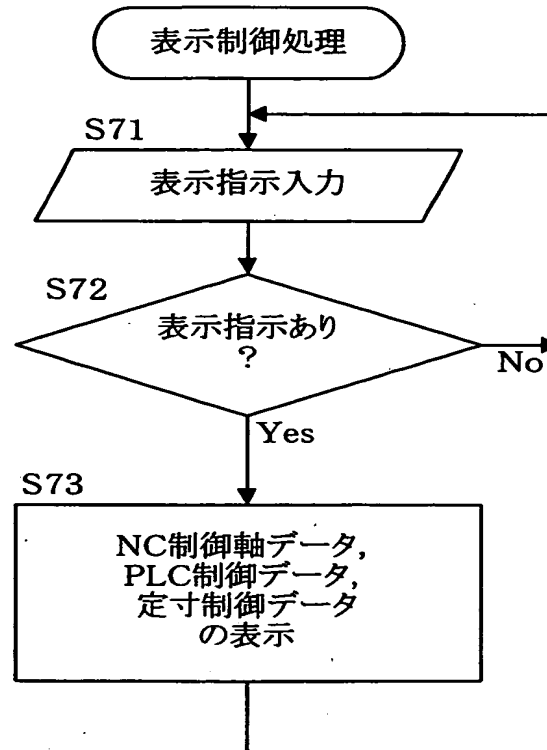 表示制御処理
S71
表示指示入力
S72
表示指示あり
?
No
Yes
S73
NC制御軸データ,
PLC制御データ,
定寸制御データ
の表示